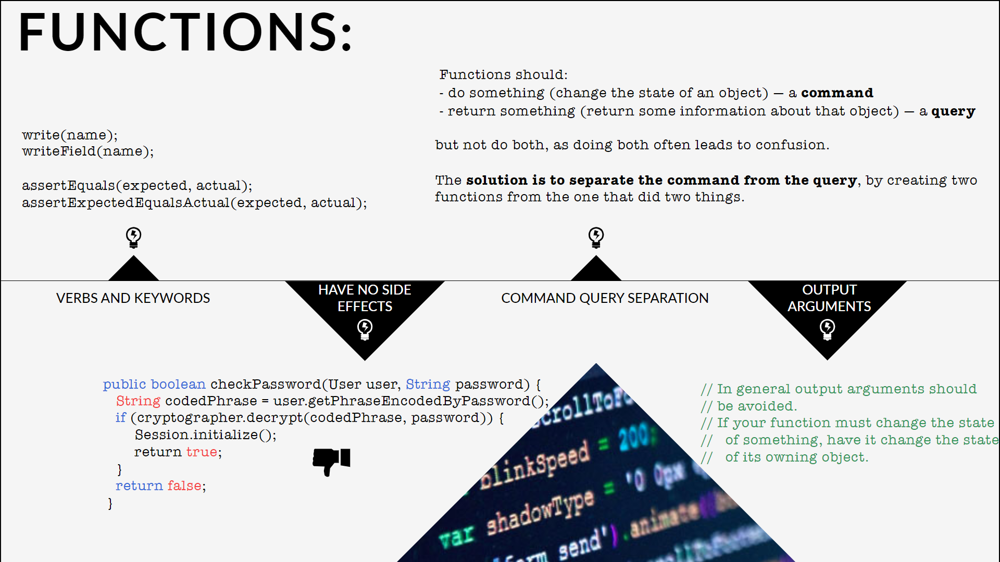 FUNCTIONS:
write(name);
writeField(name);
assertEquals(expected, actual);
assertExpectedEqualsActual(expected, actual);
Functions should:
- do something (change the state of an object) — a command
- return something (return some information about that object) — a query
but not do both, as doing both often leads to confusion.
The solution is to separate the command from the query, by creating two
functions from the one that did two things.
VERBS AND KEYWORDS
HAVE NO SIDE
EFFECTS
COMMAND QUERY SEPARATION
OUTPUT
ARGUMENTS
public boolean checkPassword(User user, String password) {
String codedPhrase = user.getPhraseEncodedByPassword();
if (cryptographer.decrypt(codedPhrase, password)) {
Session.initialize();
return true;
}
return false;
}
blinkSpeed = 200;
var shadowType = '0 0px
send').animate(
// In general output arguments should
// be avoided.
// If your function must change the state
// of something, have it change the state
// of its owning object.